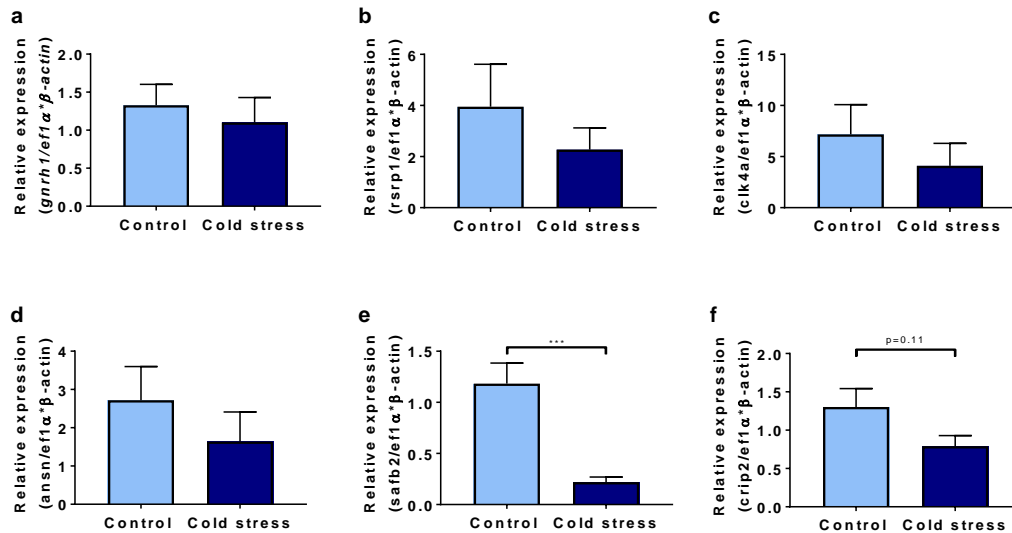 a
Relative expression
(gnrh1/ef1α*β-actin)
2.0
1.5
1.0
0.5
0.0
Control Cold stress
b
Relative expression
(rsrp1/ef1α*β-actin)
6
4
2
0
Control Cold stress
c
Relative expression
(clk4a/ef1α*β-actin)
15
10
5
0
Control Cold stress
d
Relative expression
(ansn/ef1α*β-actin)
4
3
2
1
0
Control Cold stress
e
Relative expression
(safb2/ef1α*β-actin)
1.5
1.0
0.5
0.0
***
Control Cold stress
f
Relative expression
(crip2/ef1α*β-actin)
2.0
1.5
1.0
0.5
0.0
p=0.11
Control Cold stress